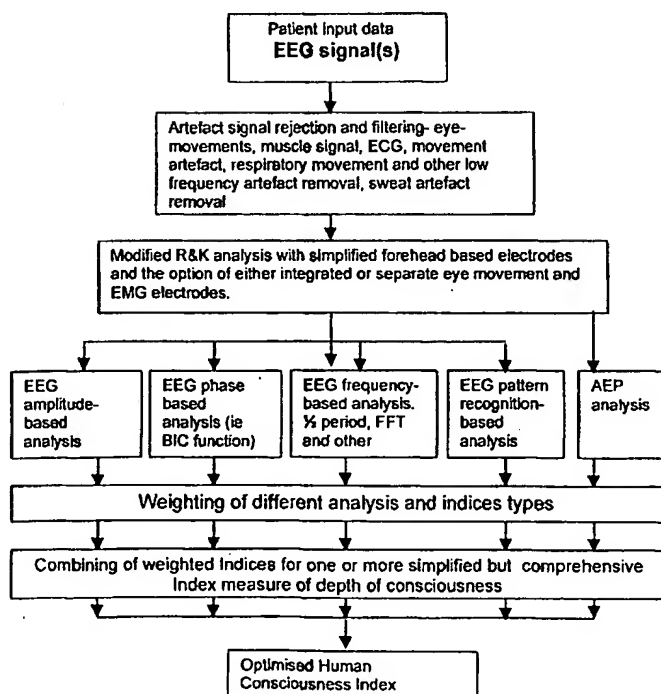 Patient input data
EEG signal(s)
Artefact signal rejection and filtering- eye-
movements, muscle signal, ECG, movement
artefact, respiratory movement and other low
frequency artefact removal, sweat artefact
removal
Modified R&K analysis with simplified forehead based electrodes
and the option of either integrated or separate eye movement and
EMG electrodes.
EEG
amplitude-
based
analysis
EEG phase
based
analysis (ie
BIC function)
EEG frequency-
based analysis.
½ period, FFT
and other
EEG pattern
recognition-
based
analysis
AEP
analysis
Weighting of different analysis and indices types
Combining of weighted Indices for one or more simplified but comprehensive
Index measure of depth of consciousness
Optimised Human
Consciousness Index